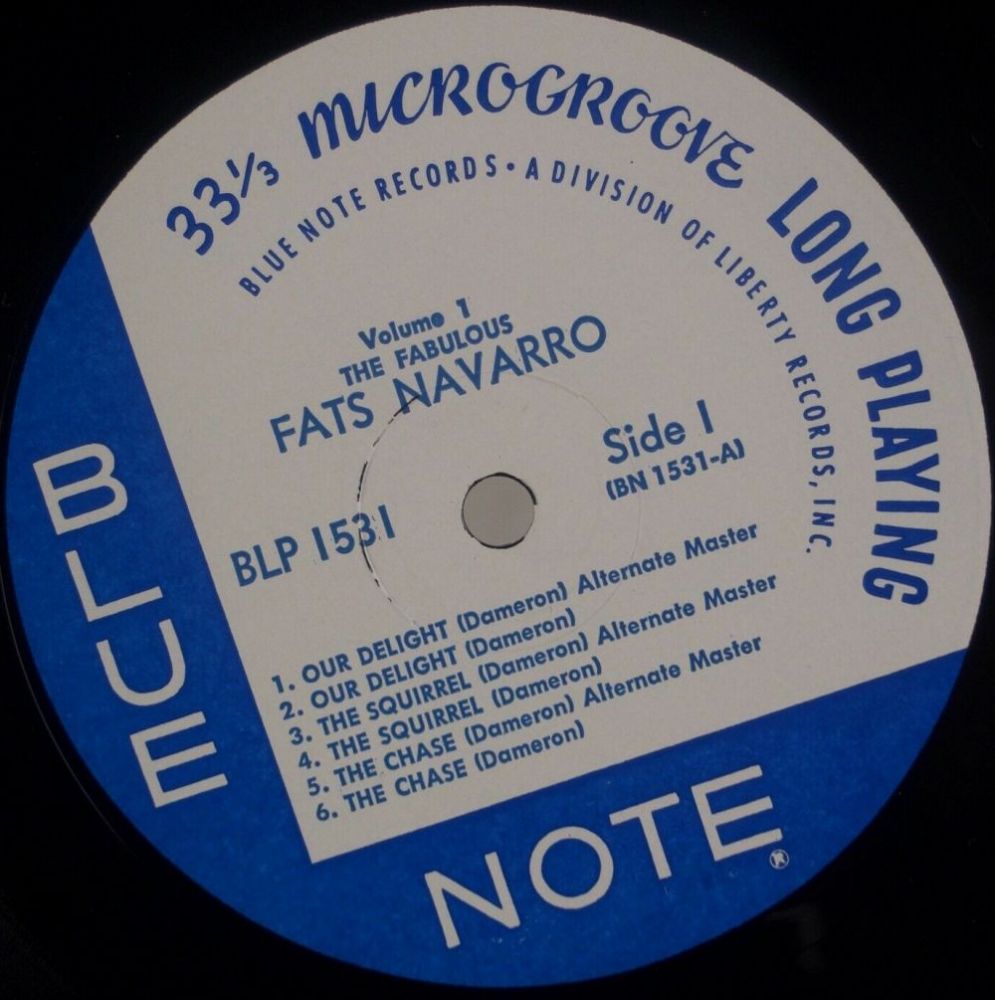 33⅓ MICROGROOVE LONG PLAYING
BLUE NOTE RECORDS • A DIVISION OF LIBERTY RECORDS, INC.
Volume 1
THE FABULOUS
FATS NAVARRO
Side 1
(BN 1531-A)
BLP 1531
1. OUR DELIGHT (Dameron) Alternate Master
2. OUR DELIGHT (Dameron)
3. THE SQUIRREL (Dameron) Alternate Master
4. THE SQUIRREL (Dameron)
5. THE CHASE (Dameron) Alternate Master
6. THE CHASE (Dameron)
BLUE
NOTE®